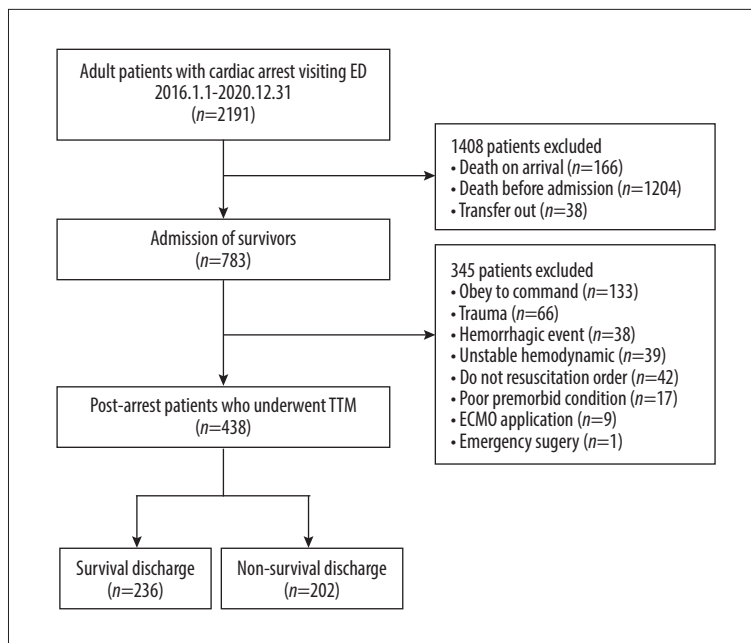 Adult patients with cardiac arrest visiting ED
2016.1.1-2020.12.31
(n=2191)
1408 patients excluded
• Death on arrival (n=166)
• Death before admission (n=1204)
• Transfer out (n=38)
Admission of survivors
(n=783)
345 patients excluded
• Obey to command (n=133)
• Trauma (n=66)
• Hemorrhagic event (n=38)
• Unstable hemodynamic (n=39)
• Do not resuscitation order (n=42)
• Poor premorbid condition (n=17)
• ECMO application (n=9)
• Emergency sugery (n=1)
Post-arrest patients who underwent TTM
(n=438)
Survival discharge
(n=236)
Non-survival discharge
(n=202)